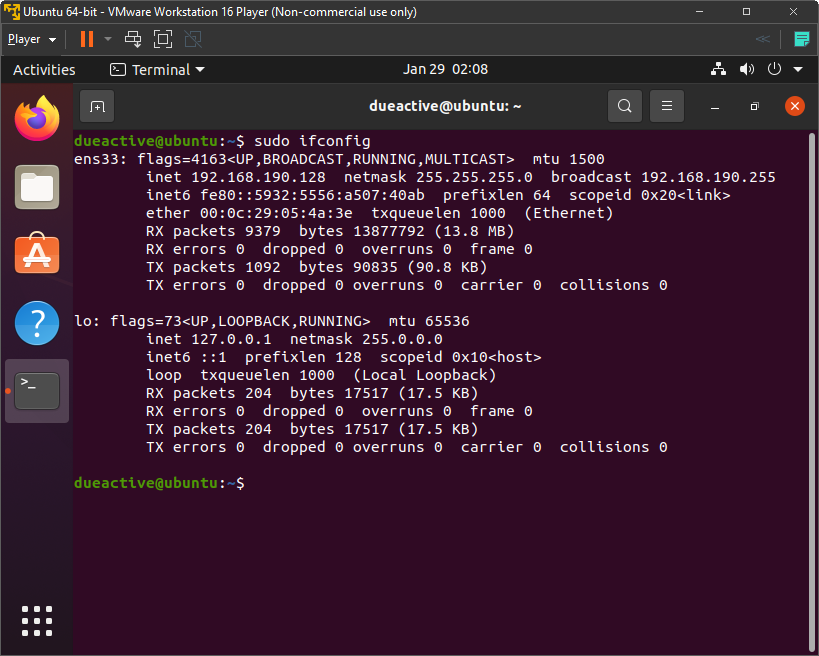 Ubuntu 64-bit - VMware Workstation 16 Player (Non-commercial use only)
Player
Activities
Terminal
Jan 29 02:08
dueactive@ubuntu: ~
dueactive@ubuntu:~$ sudo ifconfig
ens33: flags=4163<UP,BROADCAST,RUNNING,MULTICAST>  mtu 1500
        inet 192.168.190.128  netmask 255.255.255.0  broadcast 192.168.190.255
        inet6 fe80::5932:5556:a507:40ab  prefixlen 64  scopeid 0x20<link>
        ether 00:0c:29:05:4a:3e  txqueuelen 1000  (Ethernet)
        RX packets 9379  bytes 13877792 (13.8 MB)
        RX errors 0  dropped 0  overruns 0  frame 0
        TX packets 1092  bytes 90835 (90.8 KB)
        TX errors 0  dropped 0 overruns 0  carrier 0  collisions 0
lo: flags=73<UP,LOOPBACK,RUNNING>  mtu 65536
        inet 127.0.0.1  netmask 255.0.0.0
        inet6 ::1  prefixlen 128  scopeid 0x10<host>
        loop  txqueuelen 1000  (Local Loopback)
        RX packets 204  bytes 17517 (17.5 KB)
        RX errors 0  dropped 0  overruns 0  frame 0
        TX packets 204  bytes 17517 (17.5 KB)
        TX errors 0  dropped 0 overruns 0  carrier 0  collisions 0
dueactive@ubuntu:~$